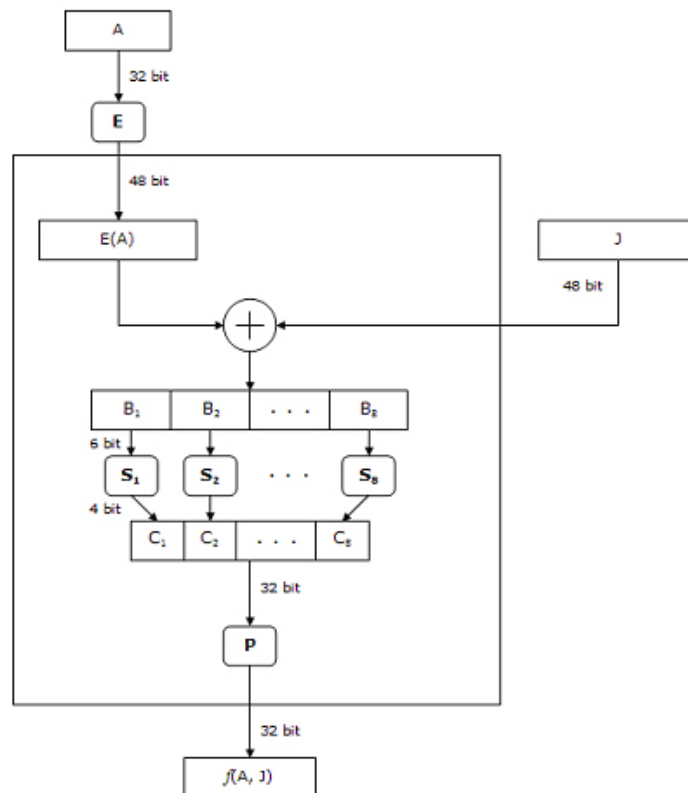 A
32 bit
E
48 bit
E(A)
J
48 bit
B₁ B₂ . . . B₈
6 bit
S₁ S₂ . . . S₈
4 bit
C₁ C₂ . . . C₈
32 bit
P
32 bit
f(A, J)